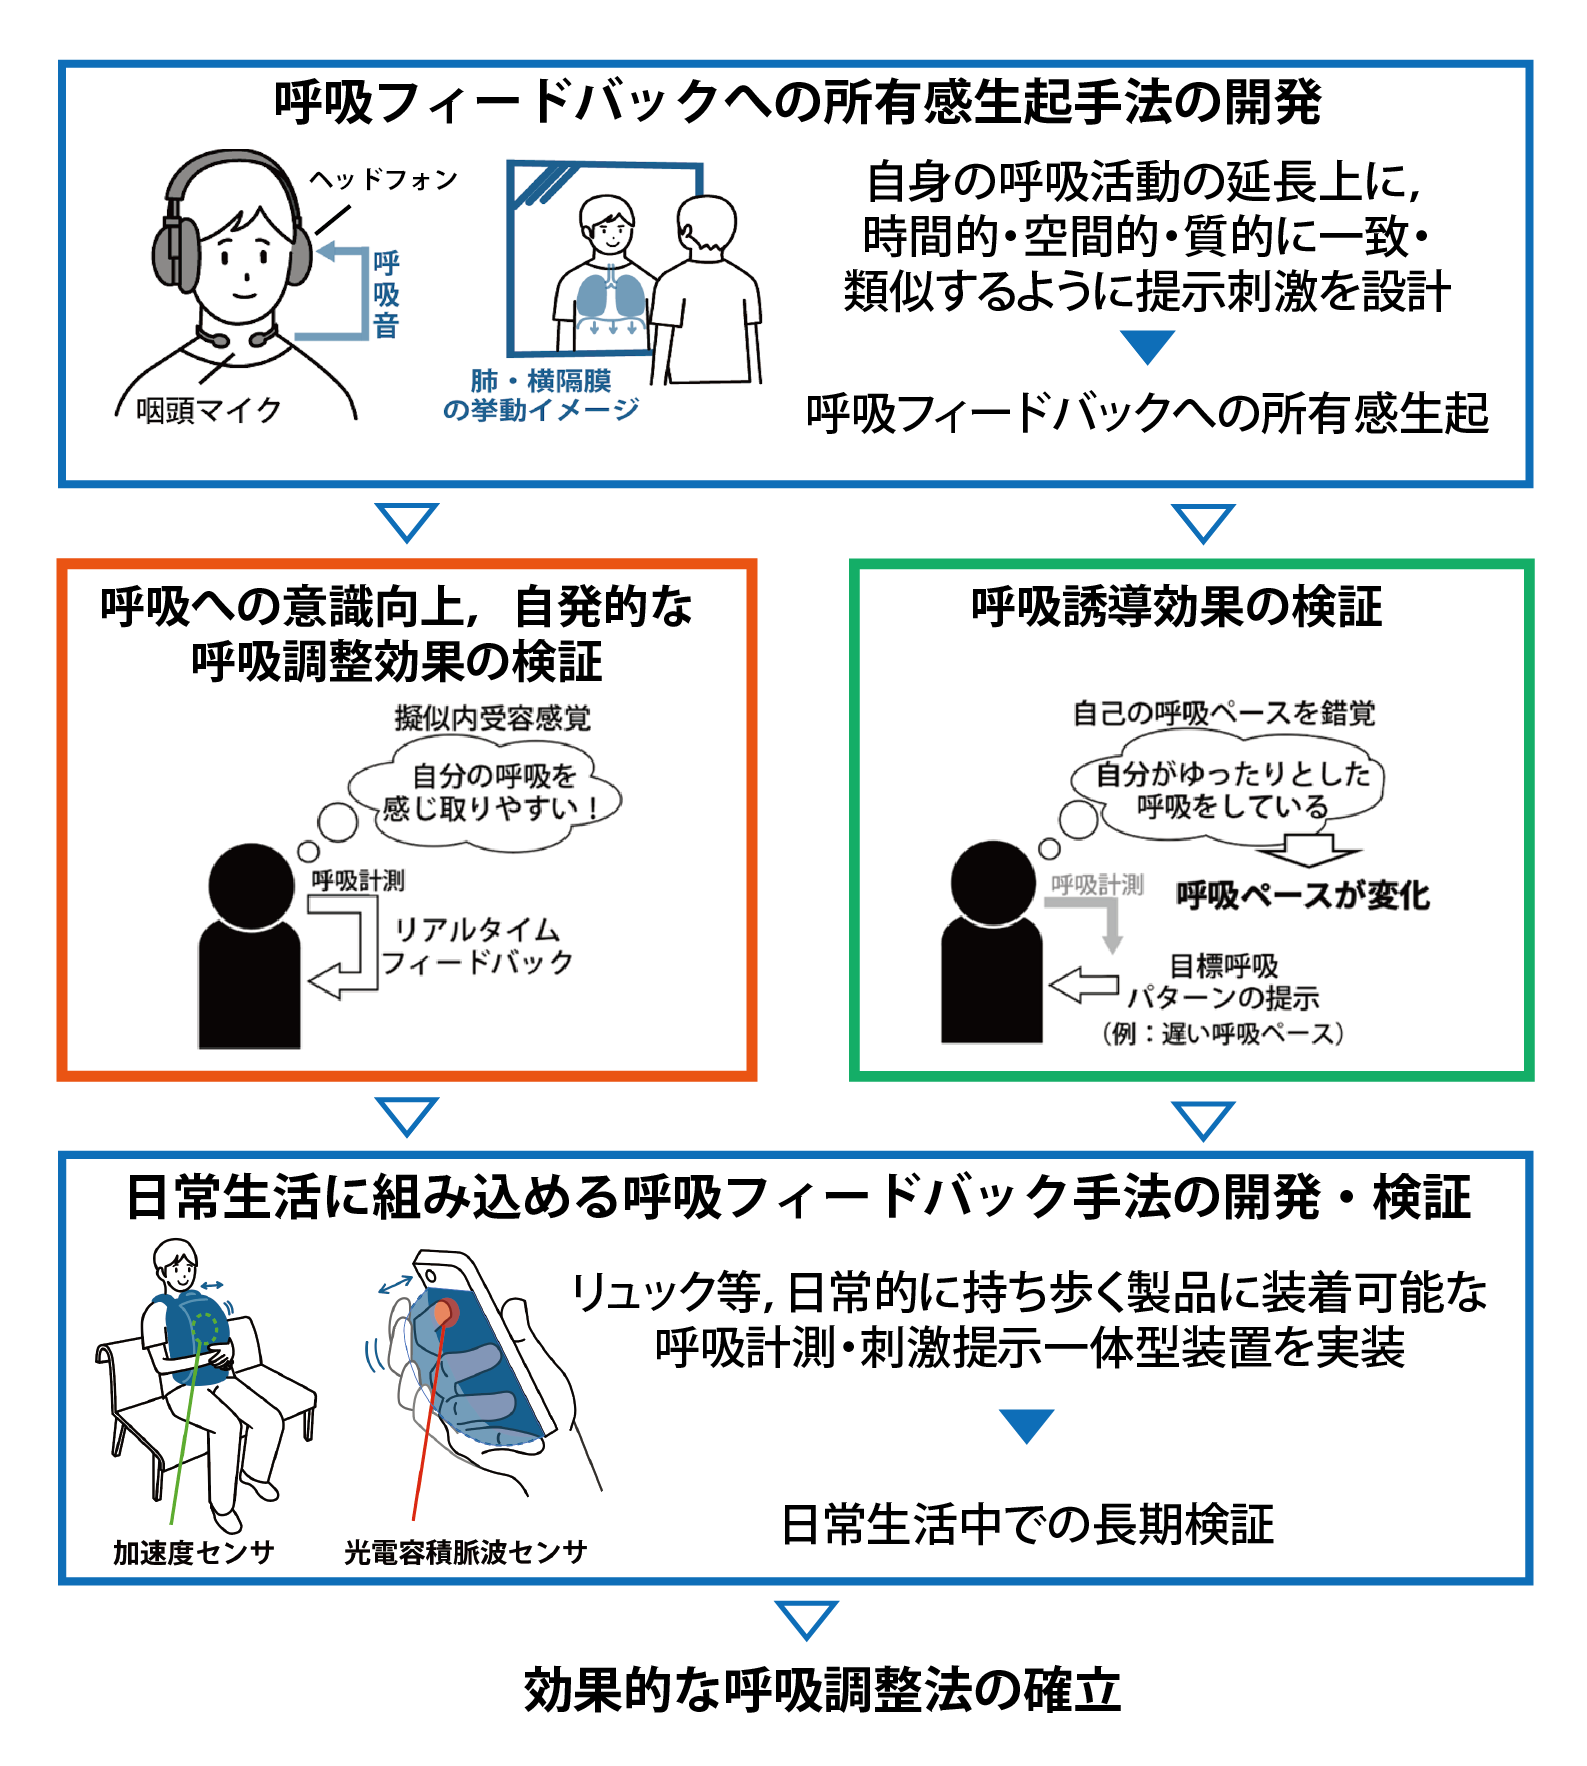 呼吸フィードバックへの所有感生起手法の開発
ヘッドフォン
呼吸音
咽頭マイク
肺・横隔膜
の挙動イメージ
自身の呼吸活動の延長上に，
時間的・空間的・質的に一致・
類似するように提示刺激を設計
呼吸フィードバックへの所有感生起
呼吸への意識向上，自発的な
呼吸調整効果の検証
擬似内受容感覚
自分の呼吸を
感じ取りやすい！
呼吸計測
リアルタイム
フィードバック
呼吸誘導効果の検証
自己の呼吸ペースを錯覚
自分がゆったりとした
呼吸をしている
呼吸計測
呼吸ペースが変化
目標呼吸
パターンの提示
（例：遅い呼吸ペース）
日常生活に組み込める呼吸フィードバック手法の開発・検証
リュック等，日常的に持ち歩く製品に装着可能な
呼吸計測・刺激提示一体型装置を実装
日常生活中での長期検証
加速度センサ
光電容積脈波センサ
効果的な呼吸調整法の確立